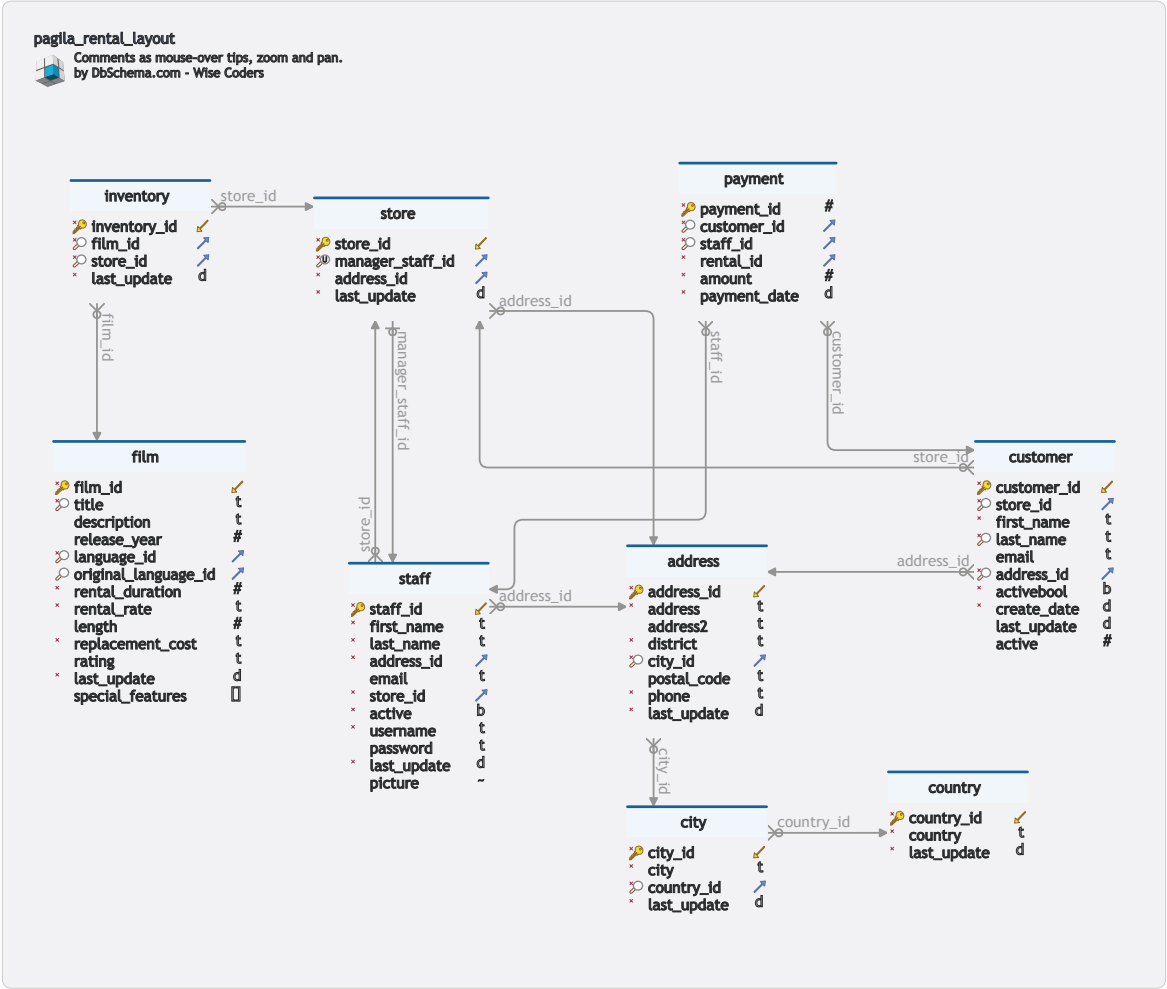 pagila_rental_layout
Comments as mouse-over tips, zoom and pan.
by DbSchema.com - Wise Coders
inventory
inventory_id
film_id
store_id
last_update d
store_id
store
store_id
u manager_staff_id
address_id
last_update d
payment
payment_id #
customer_id
staff_id
rental_id
amount #
payment_date d
film_id
manager_staff_id
store_id
address_id
staff_id
customer_id
store_id
film
film_id
title t
description t
release_year #
language_id
original_language_id
rental_duration #
rental_rate t
length #
replacement_cost t
rating t
last_update d
special_features []
staff
staff_id
first_name t
last_name t
address_id
email t
store_id
active b
username t
password t
last_update d
picture ~
address_id
address
address_id
address t
address2 t
district t
city_id
postal_code t
phone t
last_update d
address_id
customer
customer_id
store_id
first_name t
last_name t
email t
address_id
activebool b
create_date d
last_update d
active #
city_id
city
city_id
city t
country_id
last_update d
country_id
country
country_id
country t
last_update d